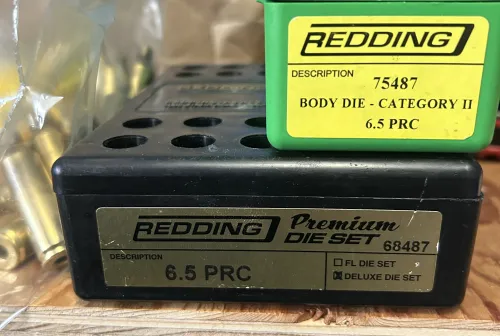 REDDING
DESCRIPTION
75487
BODY DIE - CATEGORY II
6.5 PRC
REDDING Premium DIE SET 68487
DESCRIPTION
6.5 PRC
☐ FL DIE SET
☒ DELUXE DIE SET